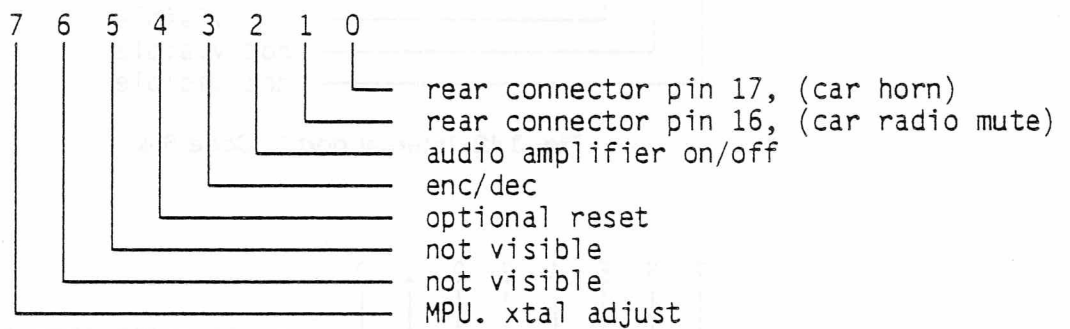 7 6 5 4 3 2 1 0
rear connector pin 17, (car horn)
rear connector pin 16, (car radio mute)
audio amplifier on/off
enc/dec
optional reset
not visible
not visible
MPU. xtal adjust